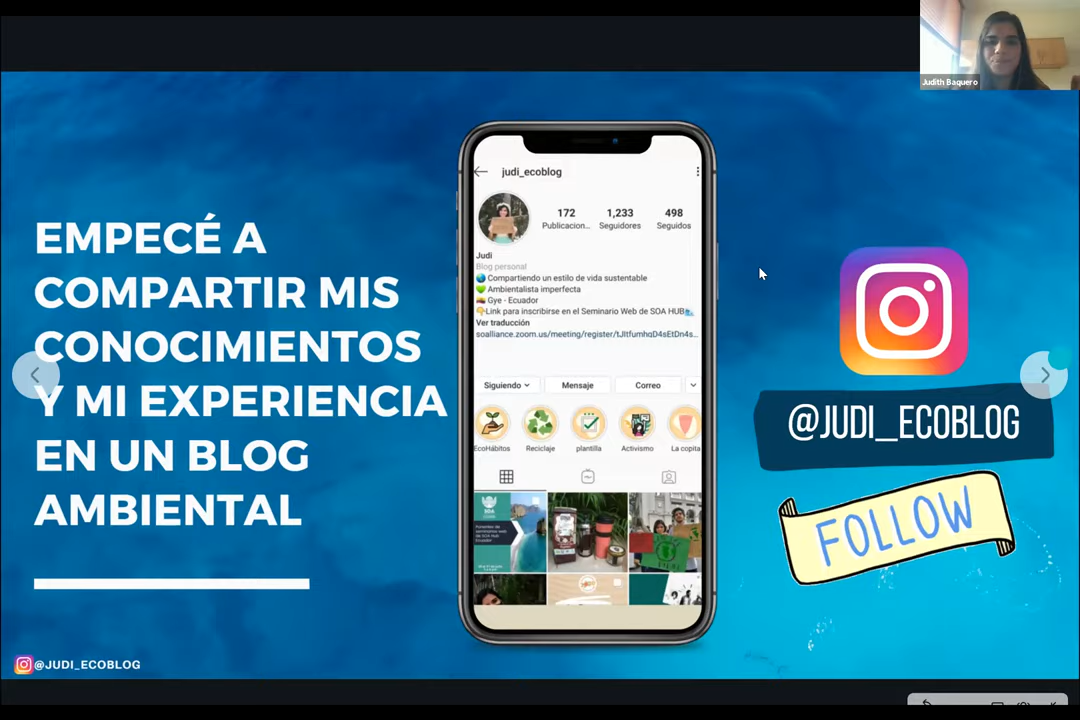 Judith Baquero
EMPECÉ A
COMPARTIR MIS
CONOCIMIENTOS
Y MI EXPERIENCIA
EN UN BLOG
AMBIENTAL
@JUDI_ECOBLOG
judi_ecoblog
172 1,233 498
Publicacion... Seguidores Seguidos
Judi
Blog personal
Compartiendo un estilo de vida sustentable
Ambientalista imperfecta
Gye - Ecuador
Link para inscribirse en el Seminario Web de SOA HUB
Ver traducción
soalliance.zoom.us/meeting/register/tJItfumhqD4sEtDn4s...
Siguiendo Mensaje Correo
EcoHábitos Reciclaje plantilla Activismo La copita
SOA
@JUDI_ECOBLOG
FOLLOW